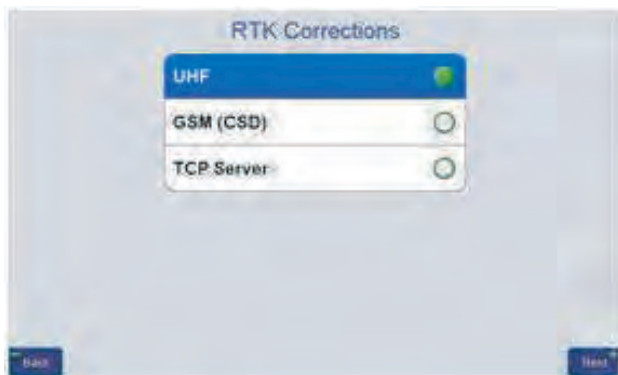 RTK Corrections
UHF
GSM (CSD)
TCP Server
Back
Next